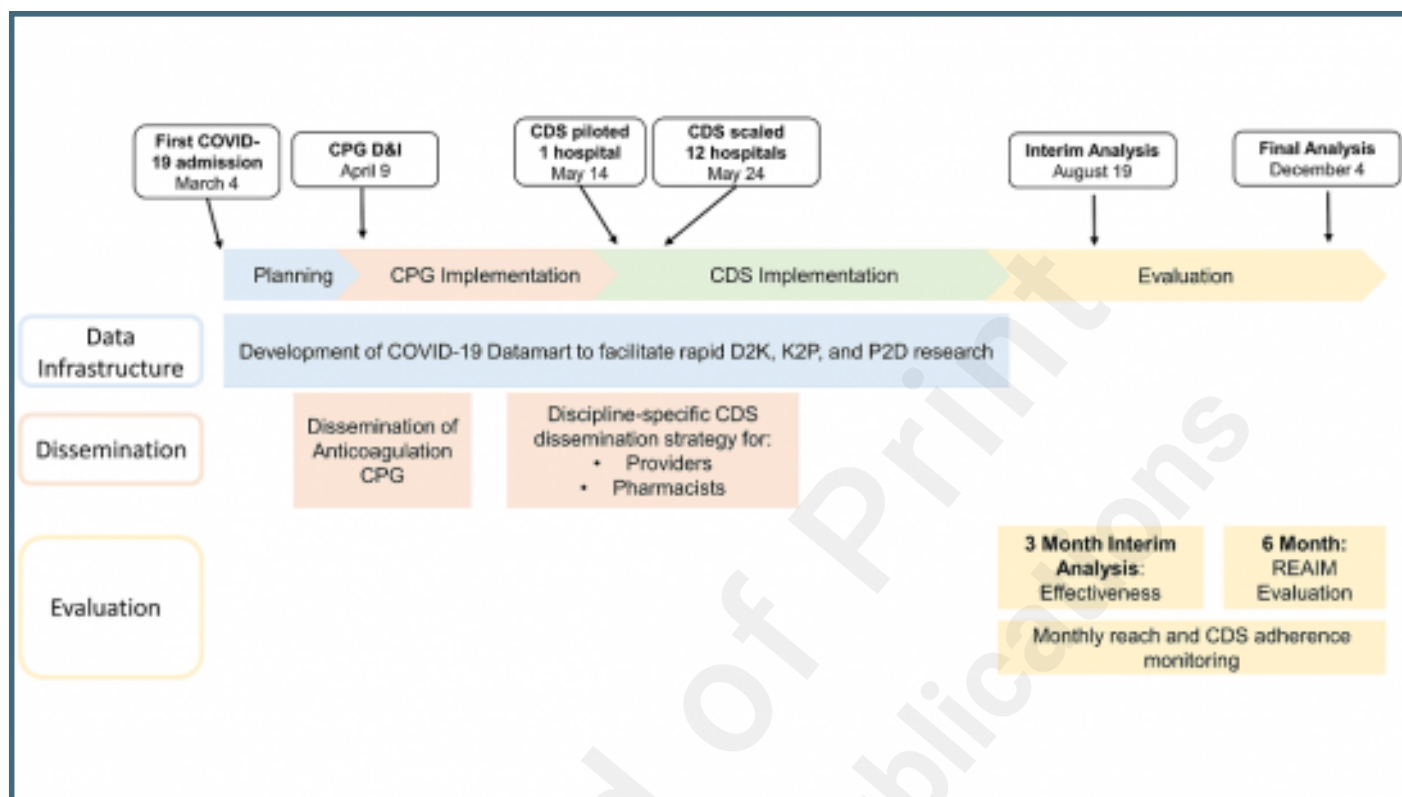 First COVID-
19 admission
March 4
CPG D&I
April 9
CDS piloted
1 hospital
May 14
CDS scaled
12 hospitals
May 24
Interim Analysis
August 19
Final Analysis
December 4
Planning
CPG Implementation
CDS Implementation
Evaluation
Data
Infrastructure
Development of COVID-19 Datamart to facilitate rapid D2K, K2P, and P2D research
Dissemination
Dissemination of
Anticoagulation
CPG
Discipline-specific CDS
dissemination strategy for:
• Providers
• Pharmacists
Evaluation
3 Month Interim
Analysis:
Effectiveness
6 Month:
REAIM
Evaluation
Monthly reach and CDS adherence
monitoring
of Print